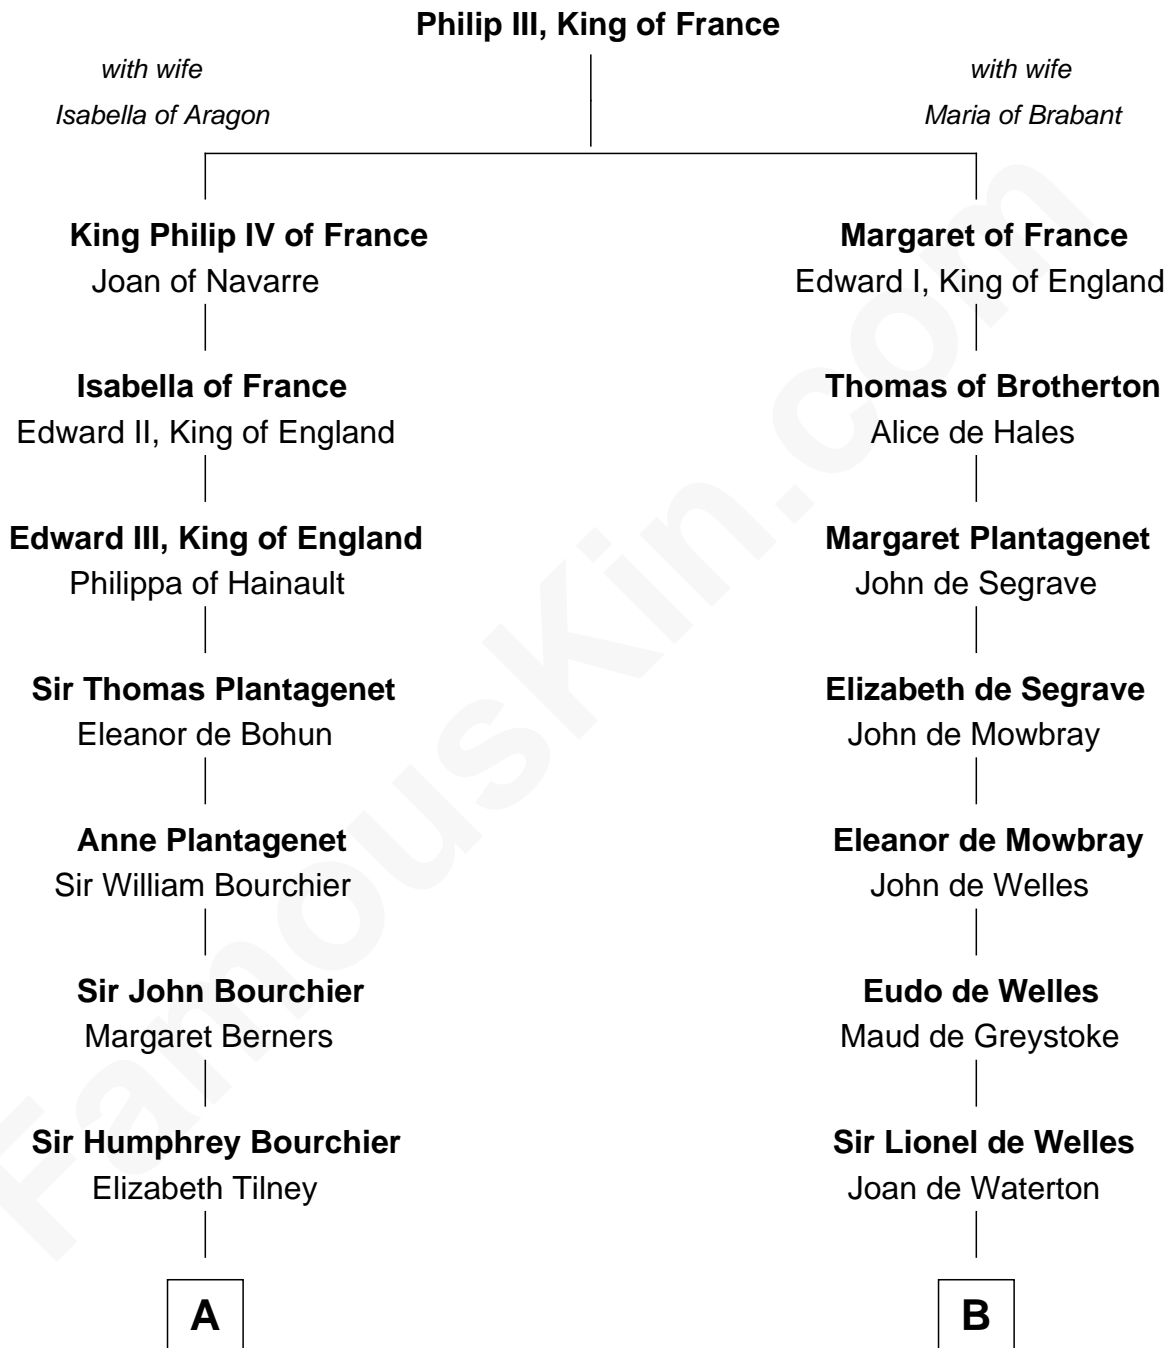 Philip III, King of France
with wife
Isabella of Aragon
with wife
Maria of Brabant
King Philip IV of France
Joan of Navarre
Margaret of France
Edward I, King of England
Isabella of France
Edward II, King of England
Thomas of Brotherton
Alice de Hales
Edward III, King of England
Philippa of Hainault
Margaret Plantagenet
John de Segrave
Sir Thomas Plantagenet
Eleanor de Bohun
Elizabeth de Segrave
John de Mowbray
Anne Plantagenet
Sir William Bourchier
Eleanor de Mowbray
John de Welles
Sir John Bourchier
Margaret Berners
Eudo de Welles
Maud de Greystoke
Sir Humphrey Bourchier
Elizabeth Tilney
Sir Lionel de Welles
Joan de Waterton
A
B
FamousKin.com